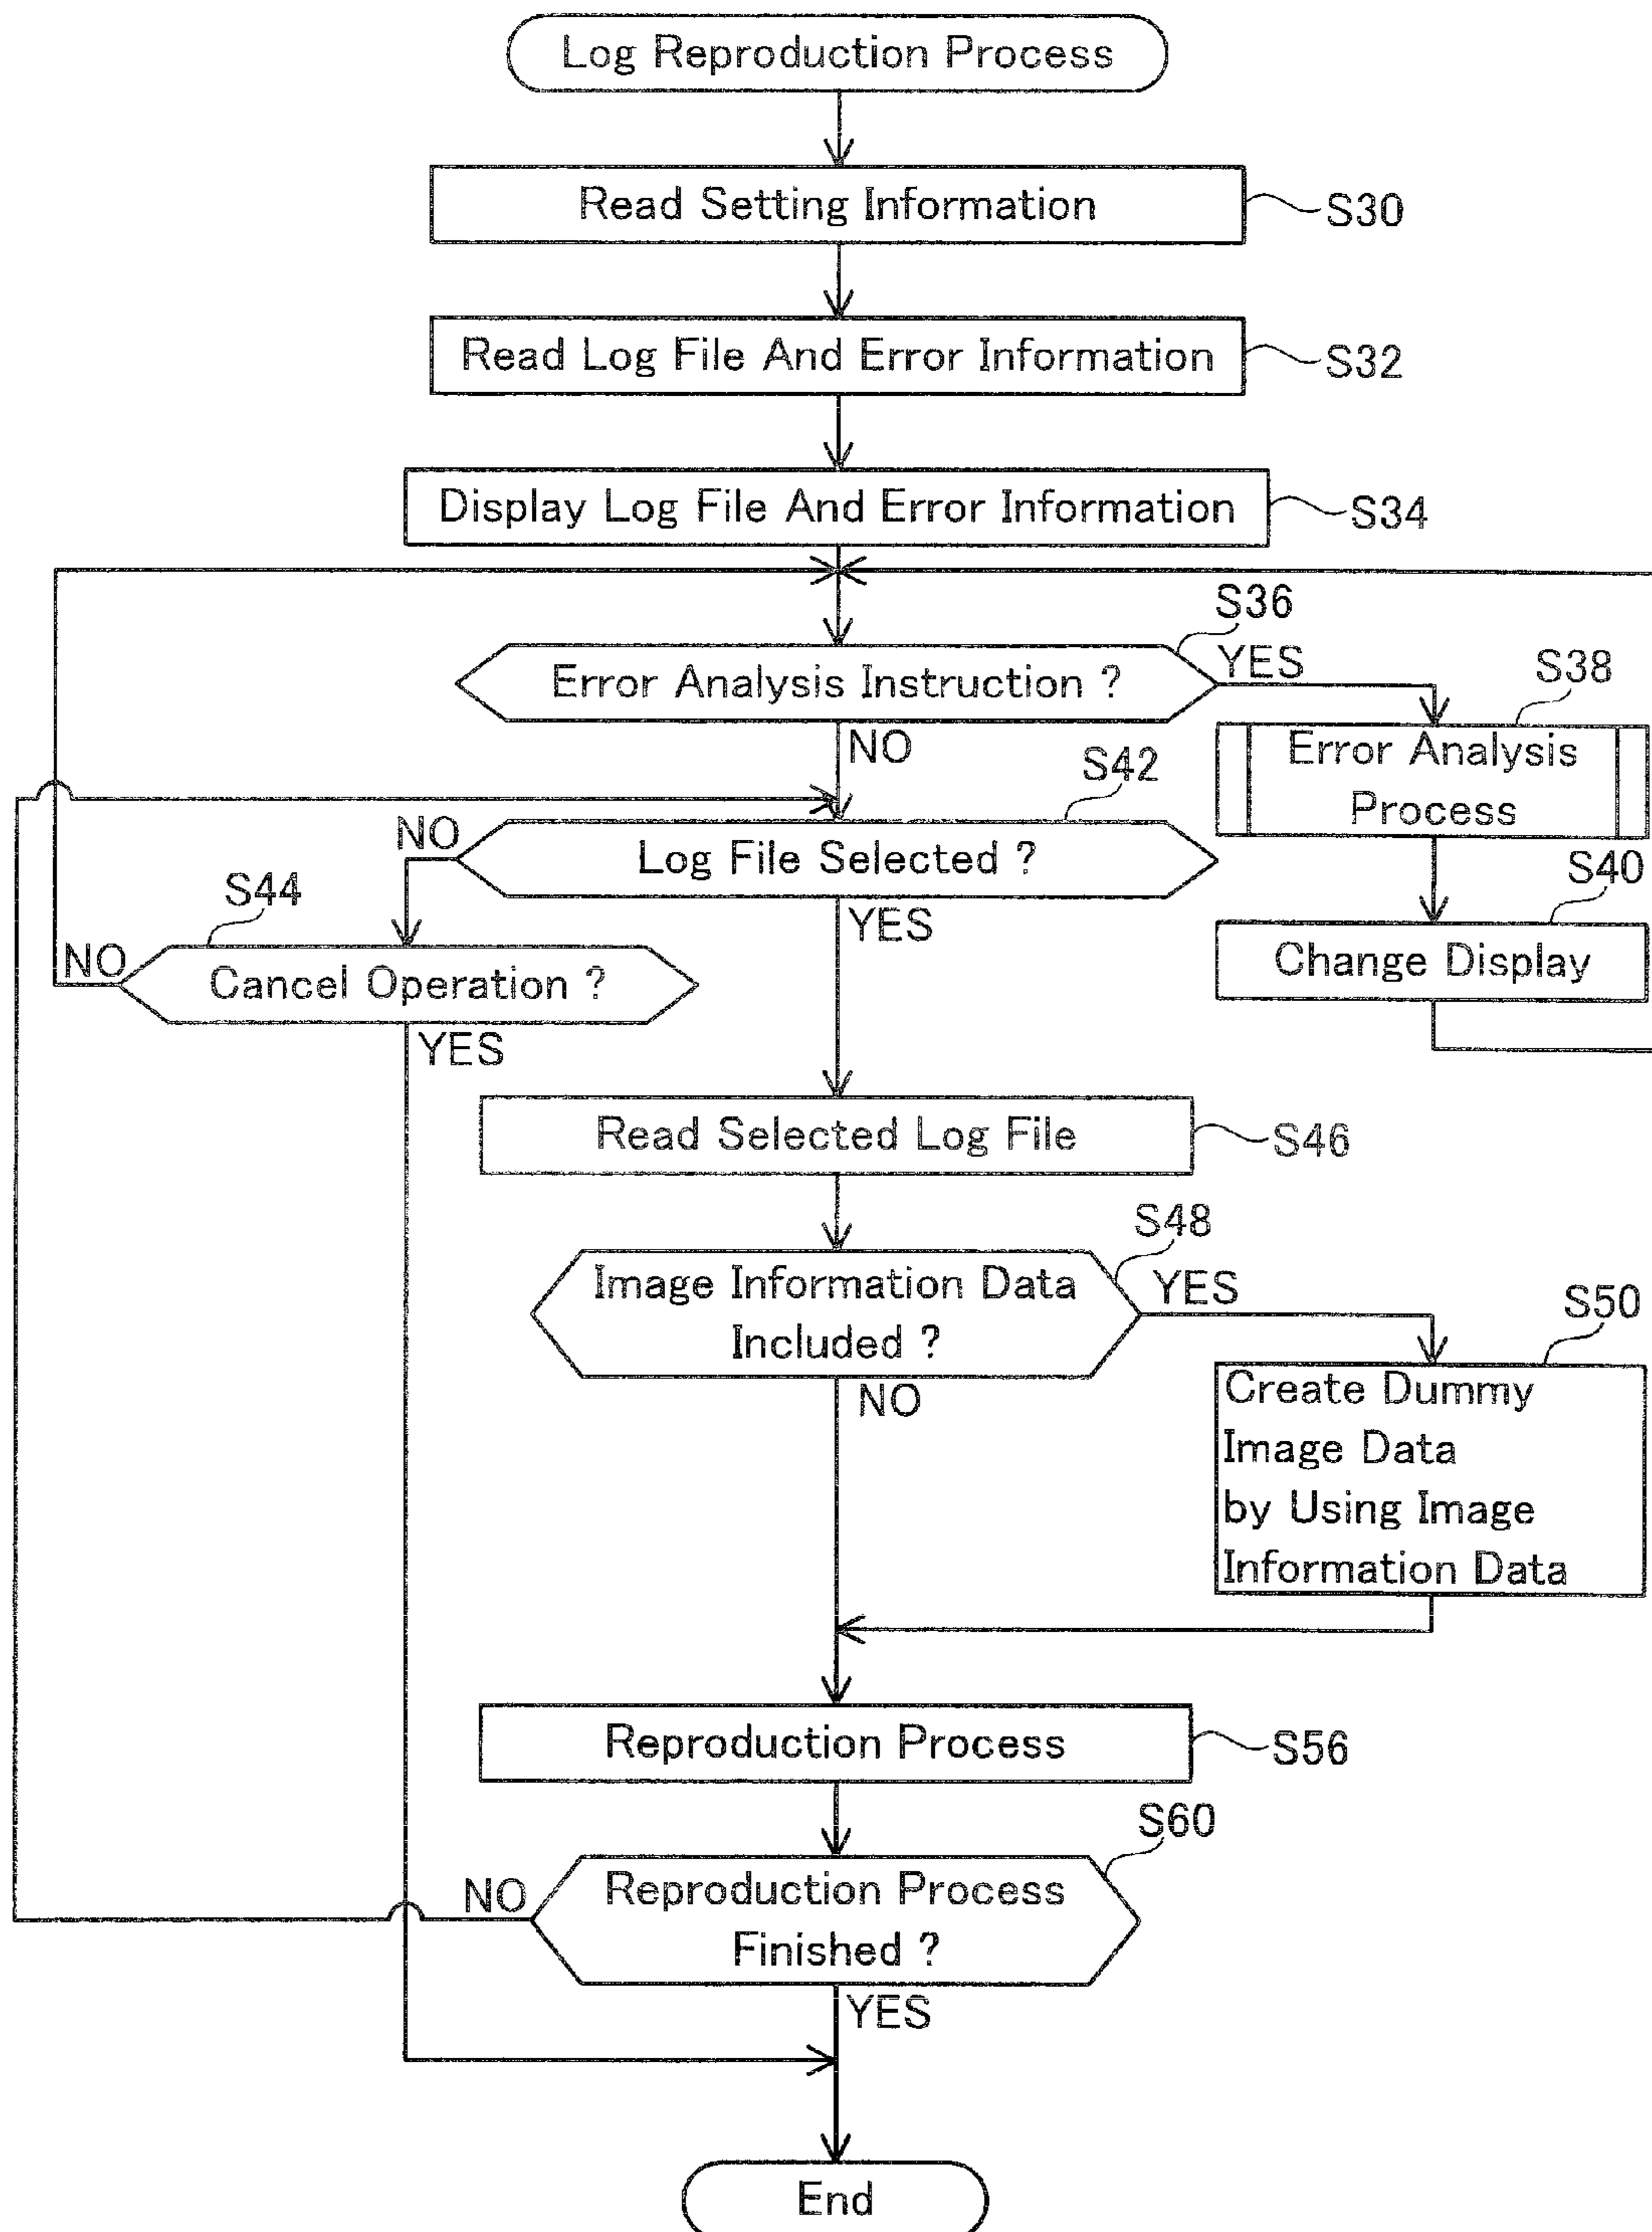 Log Reproduction Process
Read Setting Information
S30
Read Log File And Error Information
S32
Display Log File And Error Information
S34
S36
Error Analysis Instruction ?
YES
NO
S38
Error Analysis
Process
S42
NO
Log File Selected ?
YES
S40
Change Display
S44
NO
Cancel Operation ?
YES
Read Selected Log File
S46
S48
Image Information Data
Included ?
YES
NO
S50
Create Dummy
Image Data
by Using Image
Information Data
Reproduction Process
S56
S60
NO
Reproduction Process
Finished ?
YES
End